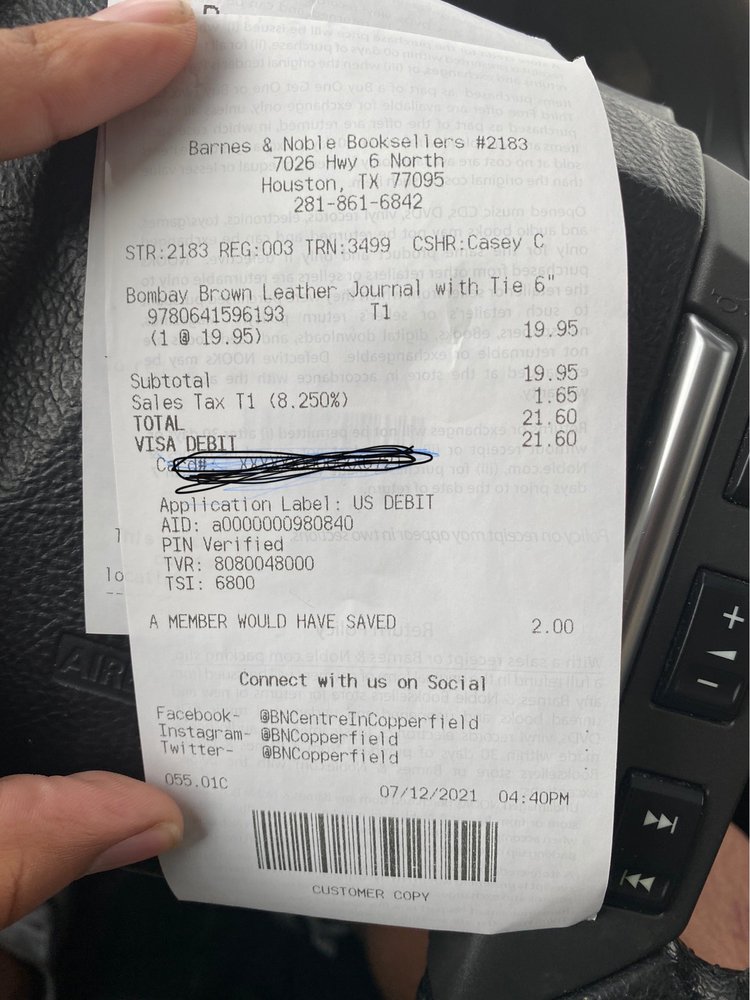 Barnes & Noble Booksellers #2183
7026 Hwy 6 North
Houston, TX 77095
281-861-6842
STR:2183 REG:003 TRN:3499 CSHR:Casey C
Bombay Brown Leather Journal with Tie 6"
9780641596193 T1
(1 @ 19.95) 19.95
Subtotal 19.95
Sales Tax T1 (8.250%) 1.65
TOTAL 21.60
VISA DEBIT 21.60
Card#:
Application Label: US DEBIT
AID: a0000000980840
PIN Verified
TVR: 8080048000
TSI: 6800
A MEMBER WOULD HAVE SAVED 2.00
Connect with us on Social
Facebook- @BNCentreInCopperfield
Instagram- @BNCopperfield
Twitter- @BNCopperfield
055.01C
07/12/2021 04:40PM
CUSTOMER COPY